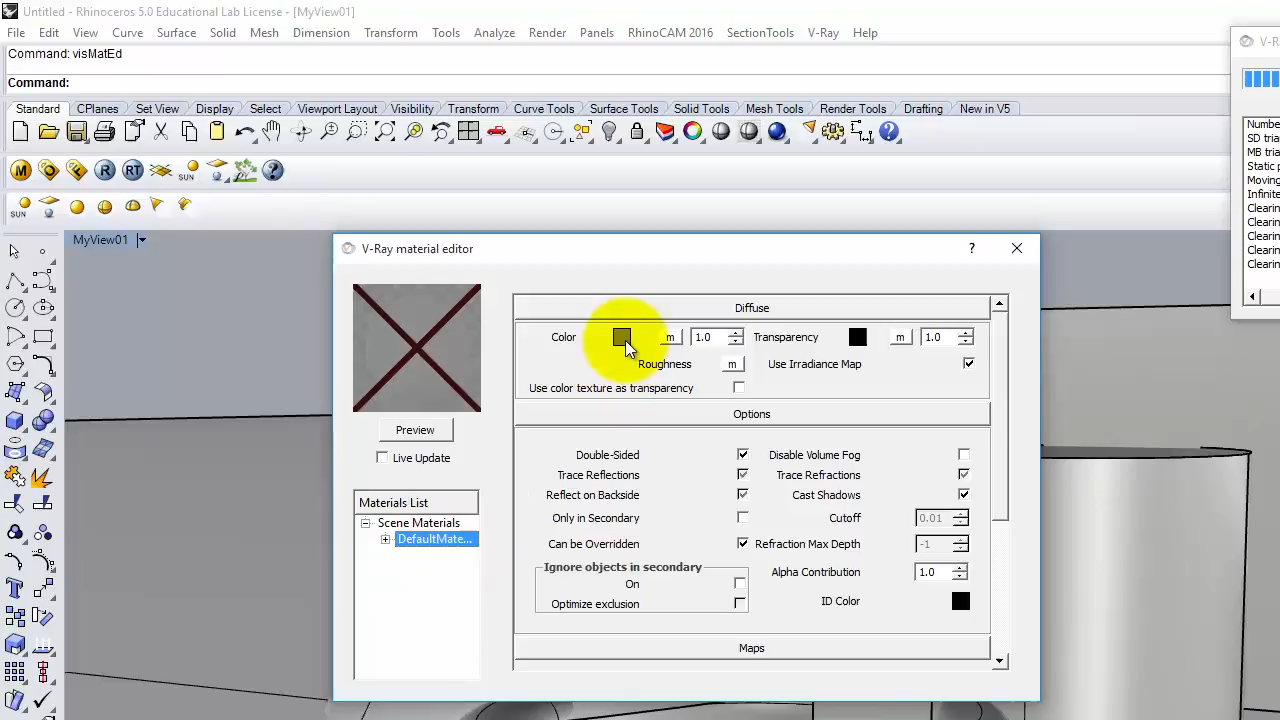 Untitled - Rhinoceros 5.0 Educational Lab License - [MyView01]
File Edit View Curve Surface Solid Mesh Dimension Transform Tools Analyze Render Panels RhinoCAM 2016 SectionTools V-Ray Help
Command: visMatEd
Command:
Standard CPlanes Set View Display Select Viewport Layout Visibility Transform Curve Tools Surface Tools Solid Tools Mesh Tools Render Tools Drafting New in V5
M O F R RT SUN
SUN
MyView01
V-Ray material editor
?
Diffuse
Color m 1.0 Transparency m 1.0
Roughness m Use Irradiance Map
Use color texture as transparency
Preview
Live Update
Options
Double-Sided Disable Volume Fog
Trace Reflections Trace Refractions
Reflect on Backside Cast Shadows
Only in Secondary Cutoff 0.01
Can be Overridden Refraction Max Depth -1
Ignore objects in secondary
On Alpha Contribution 1.0
Optimize exclusion ID Color
Maps
Materials List
Scene Materials
DefaultMate...
V-R
Numbe
SD tria
MB tria
Static p
Moving
Infinite
Clearin
Clearin
Clearin
Clearin
Clearin